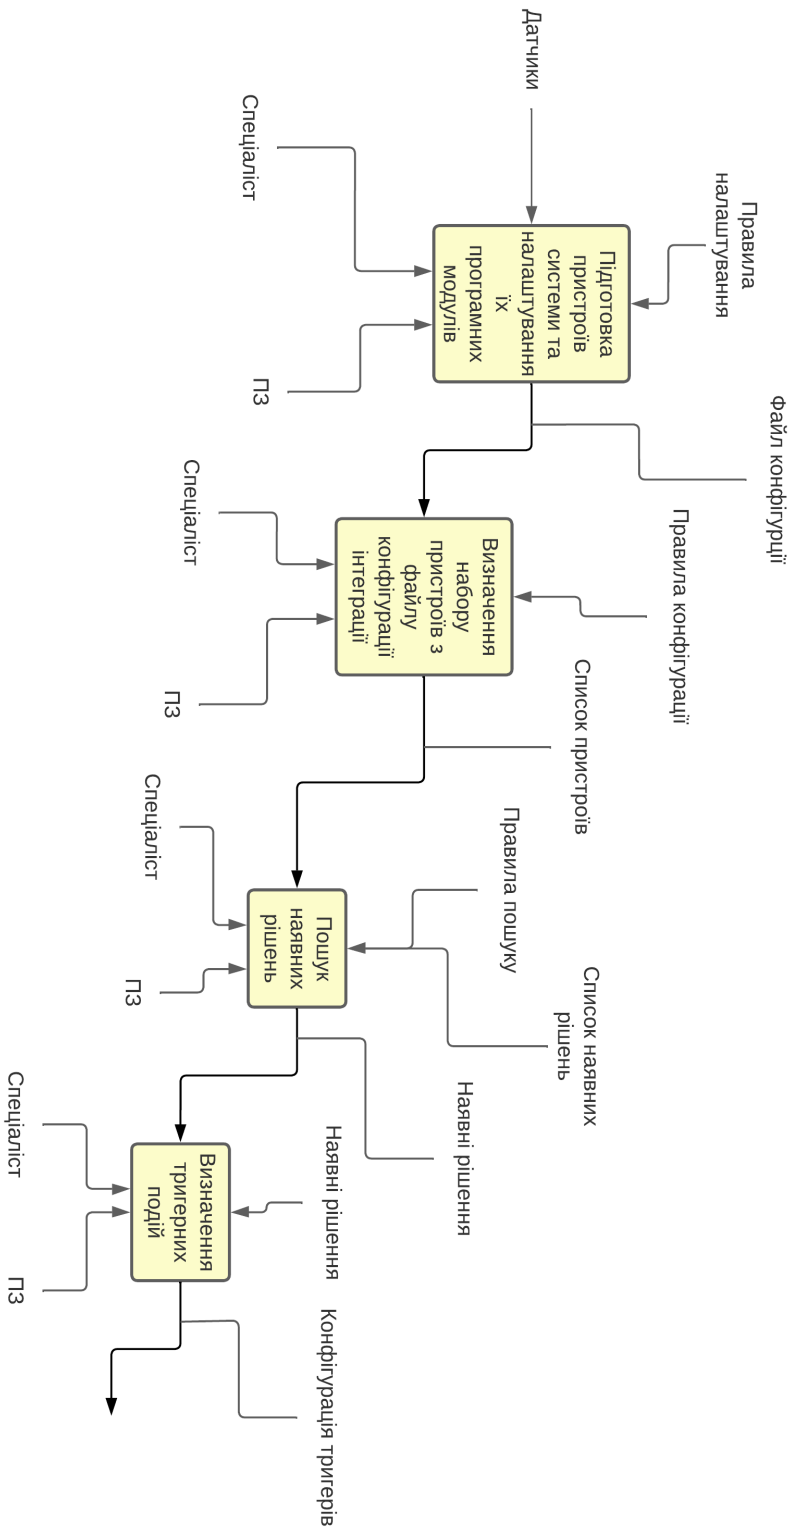 Датчики
Спеціаліст
Правила
налаштування
Підготовка
пристроїв
системи та
налаштування
їх
програмних
модулів
ПЗ
Файл конфігурції
Спеціаліст
Правила конфігурації
Визначення
набору
пристроїв з
файлу
конфігурації
інтеграції
ПЗ
Список пристроїв
Спеціаліст
Правила пошуку
Список наявних
рішень
Пошук
наявних
рішень
ПЗ
Наявні рішення
Спеціаліст
Наявні рішення
Визначення
тригерних
подій
ПЗ
Конфігурація тригерів